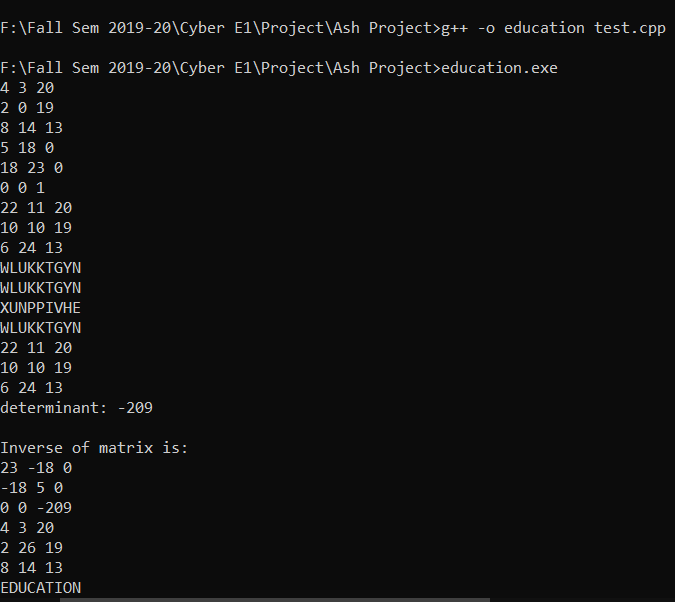 F:\Fall Sem 2019-20\Cyber E1\Project\Ash Project>g++ -o education test.cpp
F:\Fall Sem 2019-20\Cyber E1\Project\Ash Project>education.exe
4 3 20
2 0 19
8 14 13
5 18 0
18 23 0
0 0 1
22 11 20
10 10 19
6 24 13
WLUKKTGYN
WLUKKTGYN
XUNPPIVHE
WLUKKTGYN
22 11 20
10 10 19
6 24 13
determinant: -209
Inverse of matrix is:
23 -18 0
-18 5 0
0 0 -209
4 3 20
2 26 19
8 14 13
EDUCATION